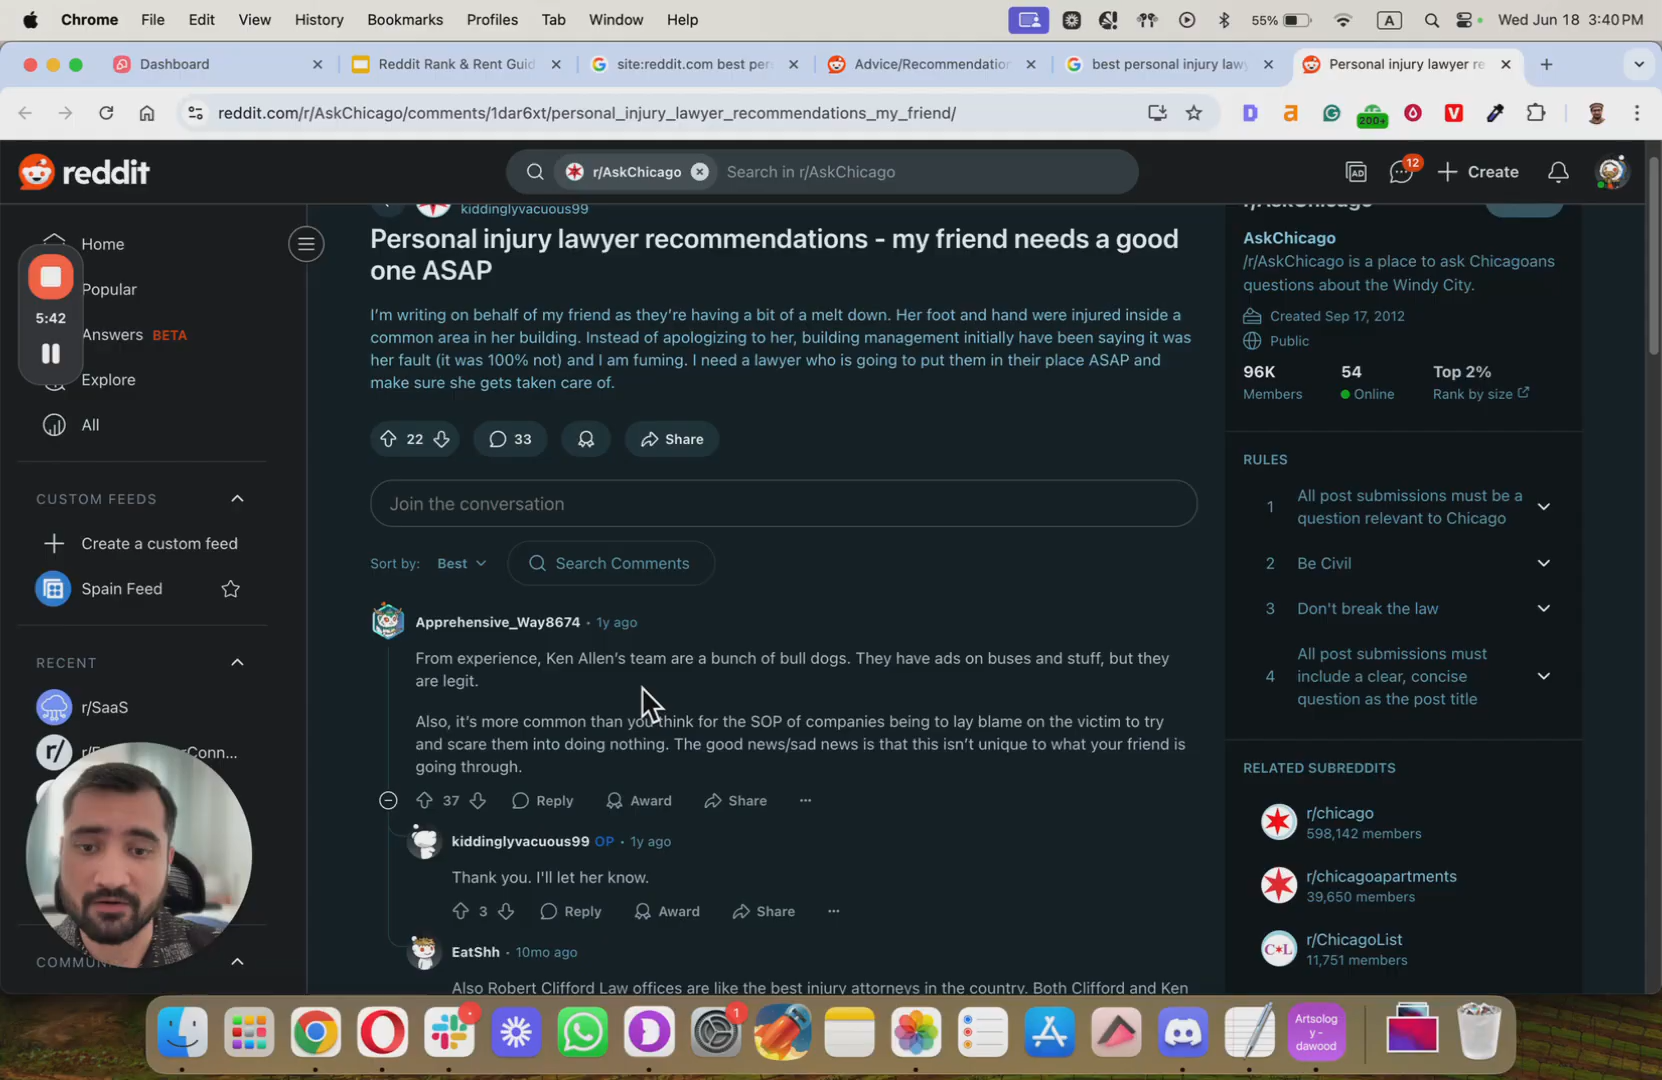 Chrome File Edit View History Bookmarks Profiles Tab Window Help
55% A Wed Jun 18 3:40 PM
Dashboard
Reddit Rank & Rent Guid
site:reddit.com best per
Advice/Recommendation
best personal injury law
Personal injury lawyer re
reddit.com/r/AskChicago/comments/1dar6xt/personal_injury_lawyer_recommendations_my_friend/
200+
reddit
r/AskChicago
Search in r/AskChicago
AD
12
Create
Home
Popular
5:42
Answers BETA
Explore
All
CUSTOM FEEDS
Create a custom feed
Spain Feed
RECENT
r/SaaS
COMMUN
kiddinglyvacuous99
Personal injury lawyer recommendations - my friend needs a good
one ASAP
I'm writing on behalf of my friend as they're having a bit of a melt down. Her foot and hand were injured inside a
common area in her building. Instead of apologizing to her, building management initially have been saying it was
her fault (it was 100% not) and I am fuming. I need a lawyer who is going to put them in their place ASAP and
make sure she gets taken care of.
22 33 Share
Join the conversation
Sort by: Best Search Comments
Apprehensive_Way8674 • 1y ago
From experience, Ken Allen's team are a bunch of bull dogs. They have ads on buses and stuff, but they
are legit.
Also, it's more common than you think for the SOP of companies being to lay blame on the victim to try
and scare them into doing nothing. The good news/sad news is that this isn't unique to what your friend is
going through.
37 Reply Award Share
kiddinglyvacuous99 OP • 1y ago
Thank you. I'll let her know.
3 Reply Award Share
EatShh • 10mo ago
Also Robert Clifford Law offices are like the best injury attorneys in the country. Both Clifford and Ken
r/AskChicago
AskChicago
/r/AskChicago is a place to ask Chicagoans
questions about the Windy City.
Created Sep 17, 2012
Public
96K 54 Top 2%
Members Online Rank by size
RULES
1 All post submissions must be a
question relevant to Chicago
2 Be Civil
3 Don't break the law
4 All post submissions must
include a clear, concise
question as the post title
RELATED SUBREDDITS
r/chicago
598,142 members
r/chicagoapartments
39,650 members
C*L
r/ChicagoList
11,751 members
1
Artsolog
y -
dawood